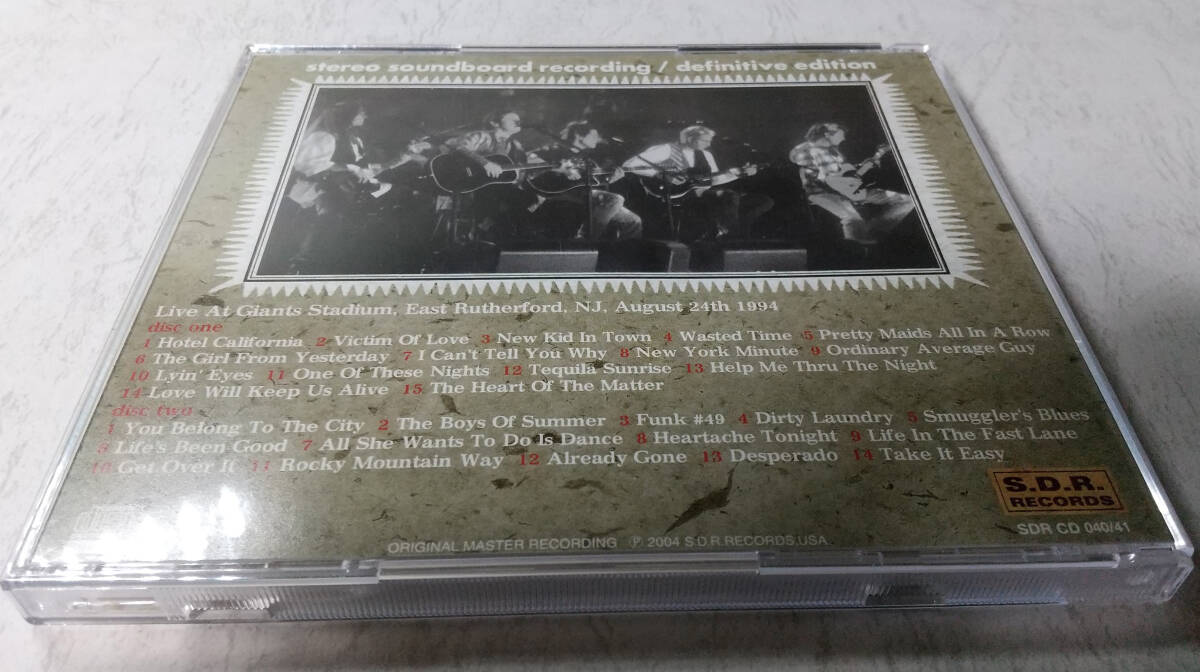 stereo soundboard recording / definitive edition
Live At Giants Stadium, East Rutherford, NJ, August 24th 1994
disc one
1 Hotel California 2 Victim Of Love 3 New Kid In Town 4 Wasted Time 5 Pretty Maids All In A Row
6 The Girl From Yesterday 7 I Can't Tell You Why 8 New York Minute 9 Ordinary Average Guy
10 Lyin' Eyes 11 One Of These Nights 12 Tequila Sunrise 13 Help Me Thru The Night
14 Love Will Keep Us Alive 15 The Heart Of The Matter
disc two
1 You Belong To The City 2 The Boys Of Summer 3 Funk #49 4 Dirty Laundry 5 Smuggler's Blues
6 Life's Been Good 7 All She Wants To Do Is Dance 8 Heartache Tonight 9 Life In The Fast Lane
10 Get Over It 11 Rocky Mountain Way 12 Already Gone 13 Desperado 14 Take It Easy
S.D.R.
RECORDS
SDR CD 040/41
ORIGINAL MASTER RECORDING ℗ 2004 S.D.R.RECORDS.USA.